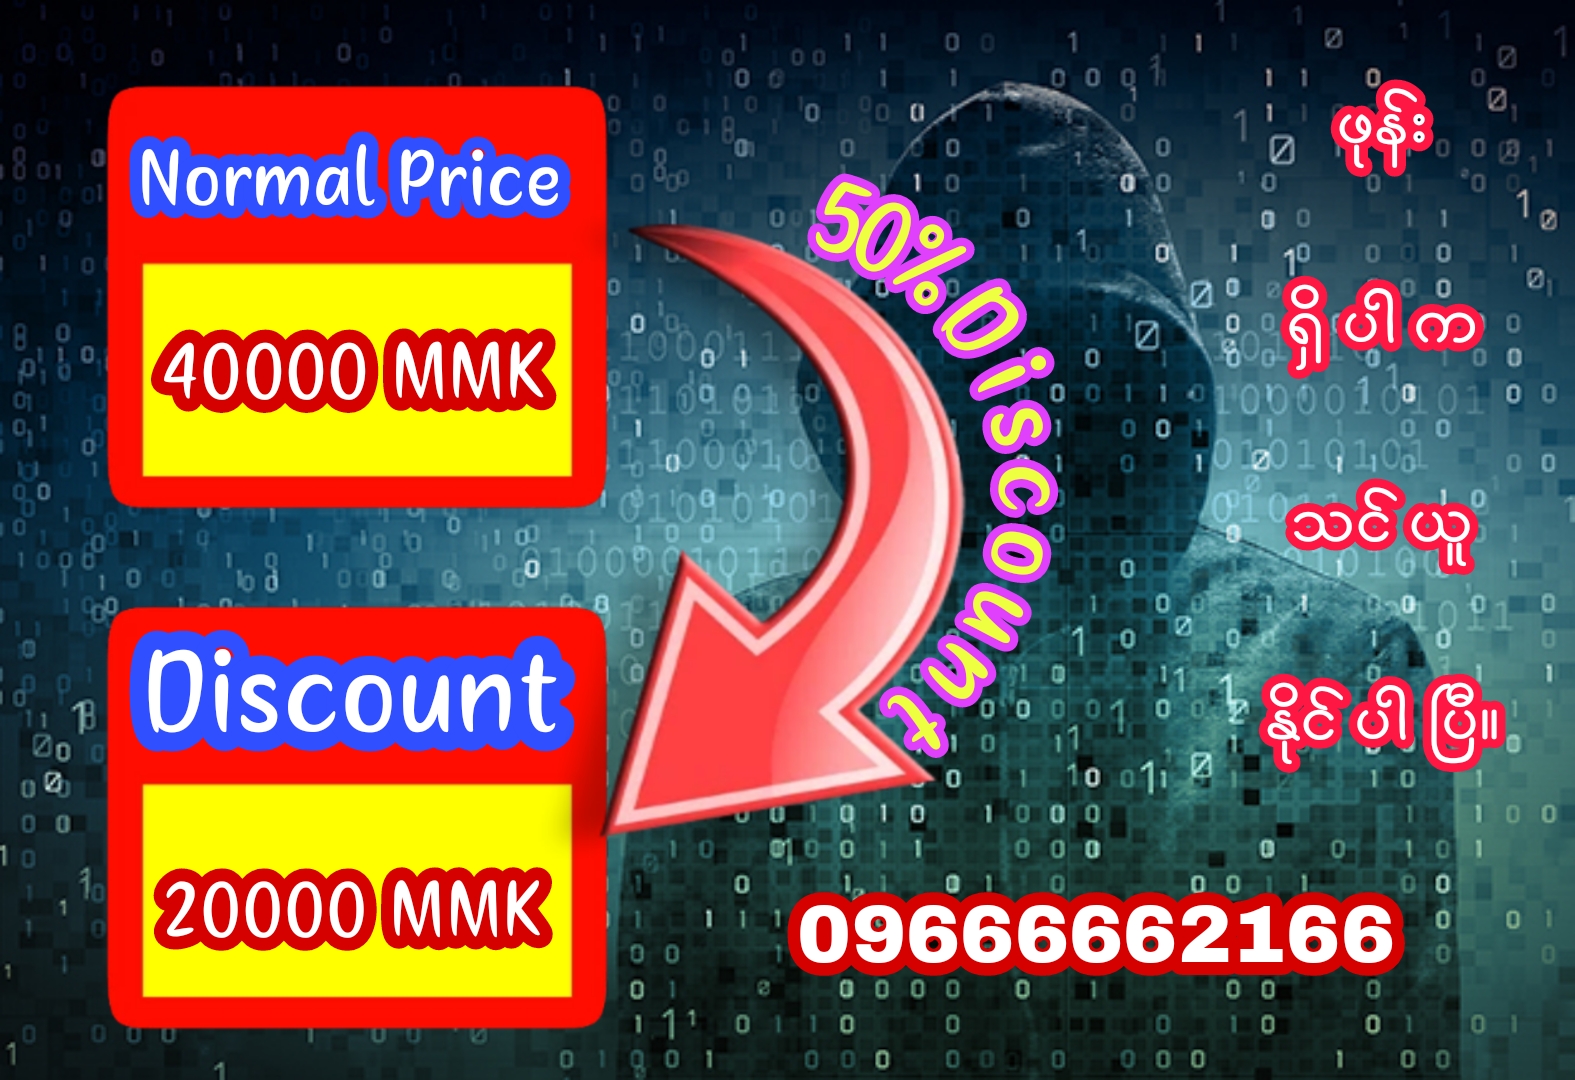 Normal Price
40000 MMK
50% Discount
Discount
20000 MMK
ဖုန်း
ရှိ ပါ က
သင် ယူ
နိုင် ပါ ပြီ။
09666662166